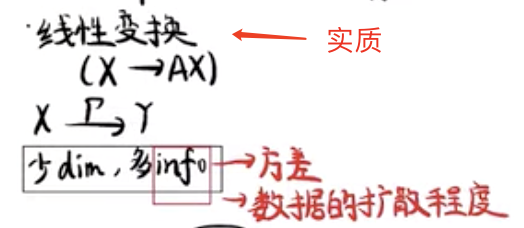 ·线性变换 ← 实质
(X→AX)
X —Γ→ Y
少dim，多info →方差
→数据的扩散程度